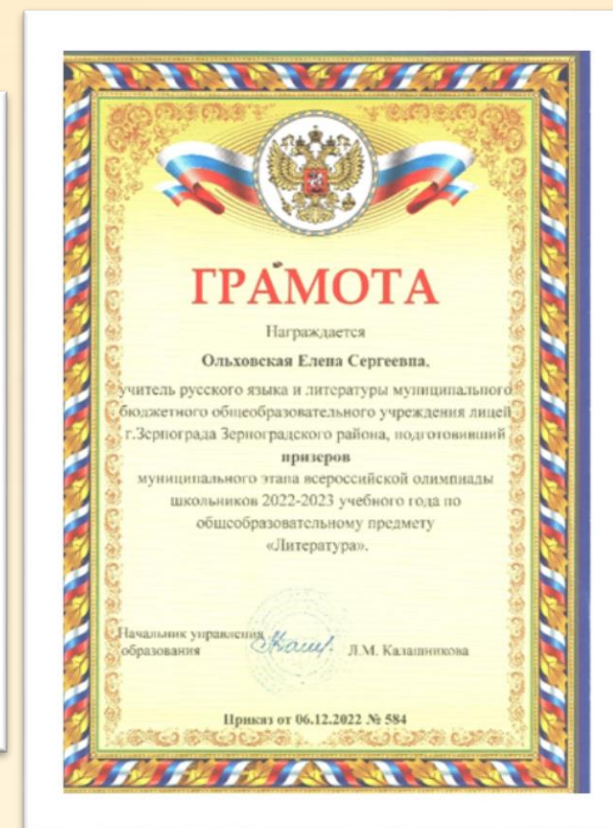 ГРАМОТА
Награждается
Ольховская Елена Сергеевна,
учитель русского языка и литературы муниципального
бюджетного общеобразовательного учреждения лицей
г.Зернограда Зерноградского района, подготовивший
призеров
муниципального этапа всероссийской олимпиады
школьников 2022-2023 учебного года по
общеобразовательному предмету
«Литература».
Начальник управления
образования
Л.М. Калашникова
Приказ от 06.12.2022 № 584